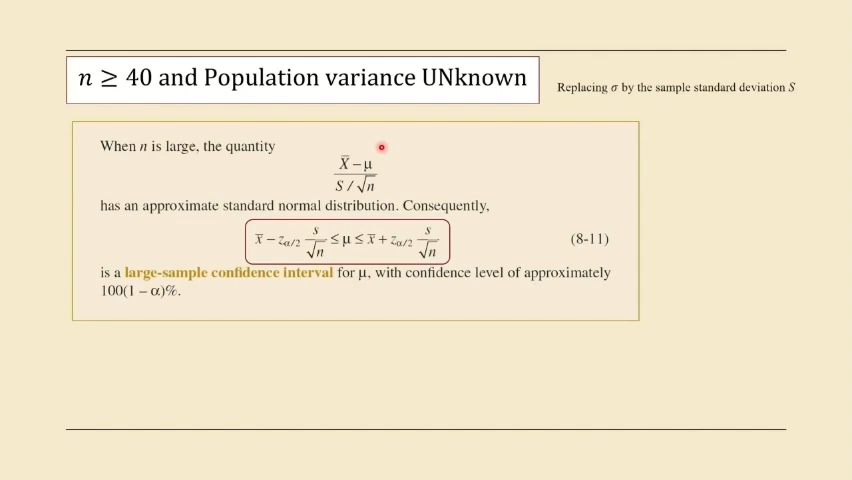 n ≥ 40 and Population variance UNknown
Replacing σ by the sample standard deviation S
When n is large, the quantity
X̄ − μ
S / √n
has an approximate standard normal distribution. Consequently,
x̄ − z_α/2 s/√n ≤ μ ≤ x̄ + z_α/2 s/√n (8-11)
is a large-sample confidence interval for μ, with confidence level of approximately
100(1 − α)%.